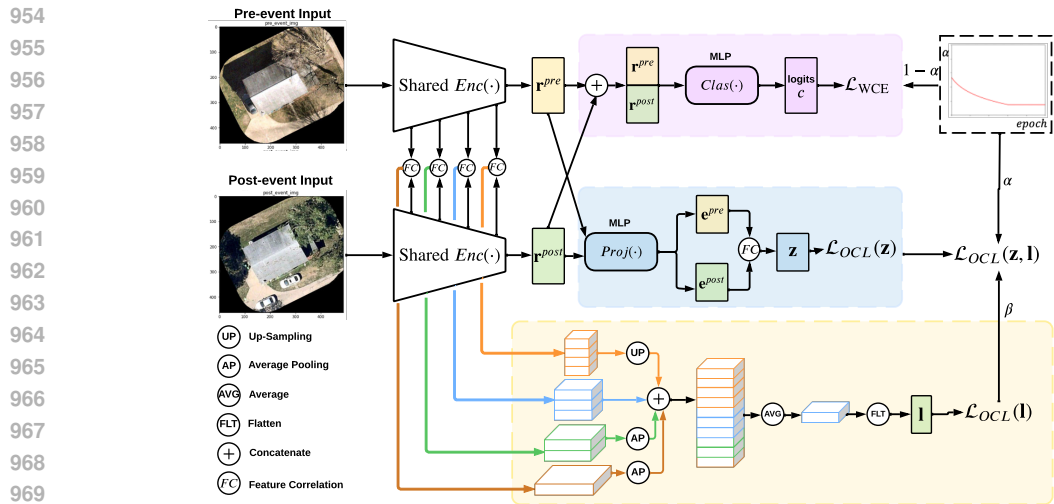 954
955
956
957
958
959
960
961
962
963
964
965
966
967
968
969
Pre-event Input
pre_event_img
Shared Enc(·)
r^pre
+
r^pre
r^post
MLP
Clas(·)
logits
c
ℒ_WCE
1 − α
α
epoch
FC
FC
FC
FC
Post-event Input
post_event_img
Shared Enc(·)
r^post
MLP
Proj(·)
e^pre
e^post
FC
z
ℒ_OCL(z)
α
ℒ_OCL(z, l)
β
UP Up-Sampling
AP Average Pooling
AVG Average
FLT Flatten
+ Concatenate
FC Feature Correlation
UP
+
AP
AP
AVG
FLT
l
ℒ_OCL(l)